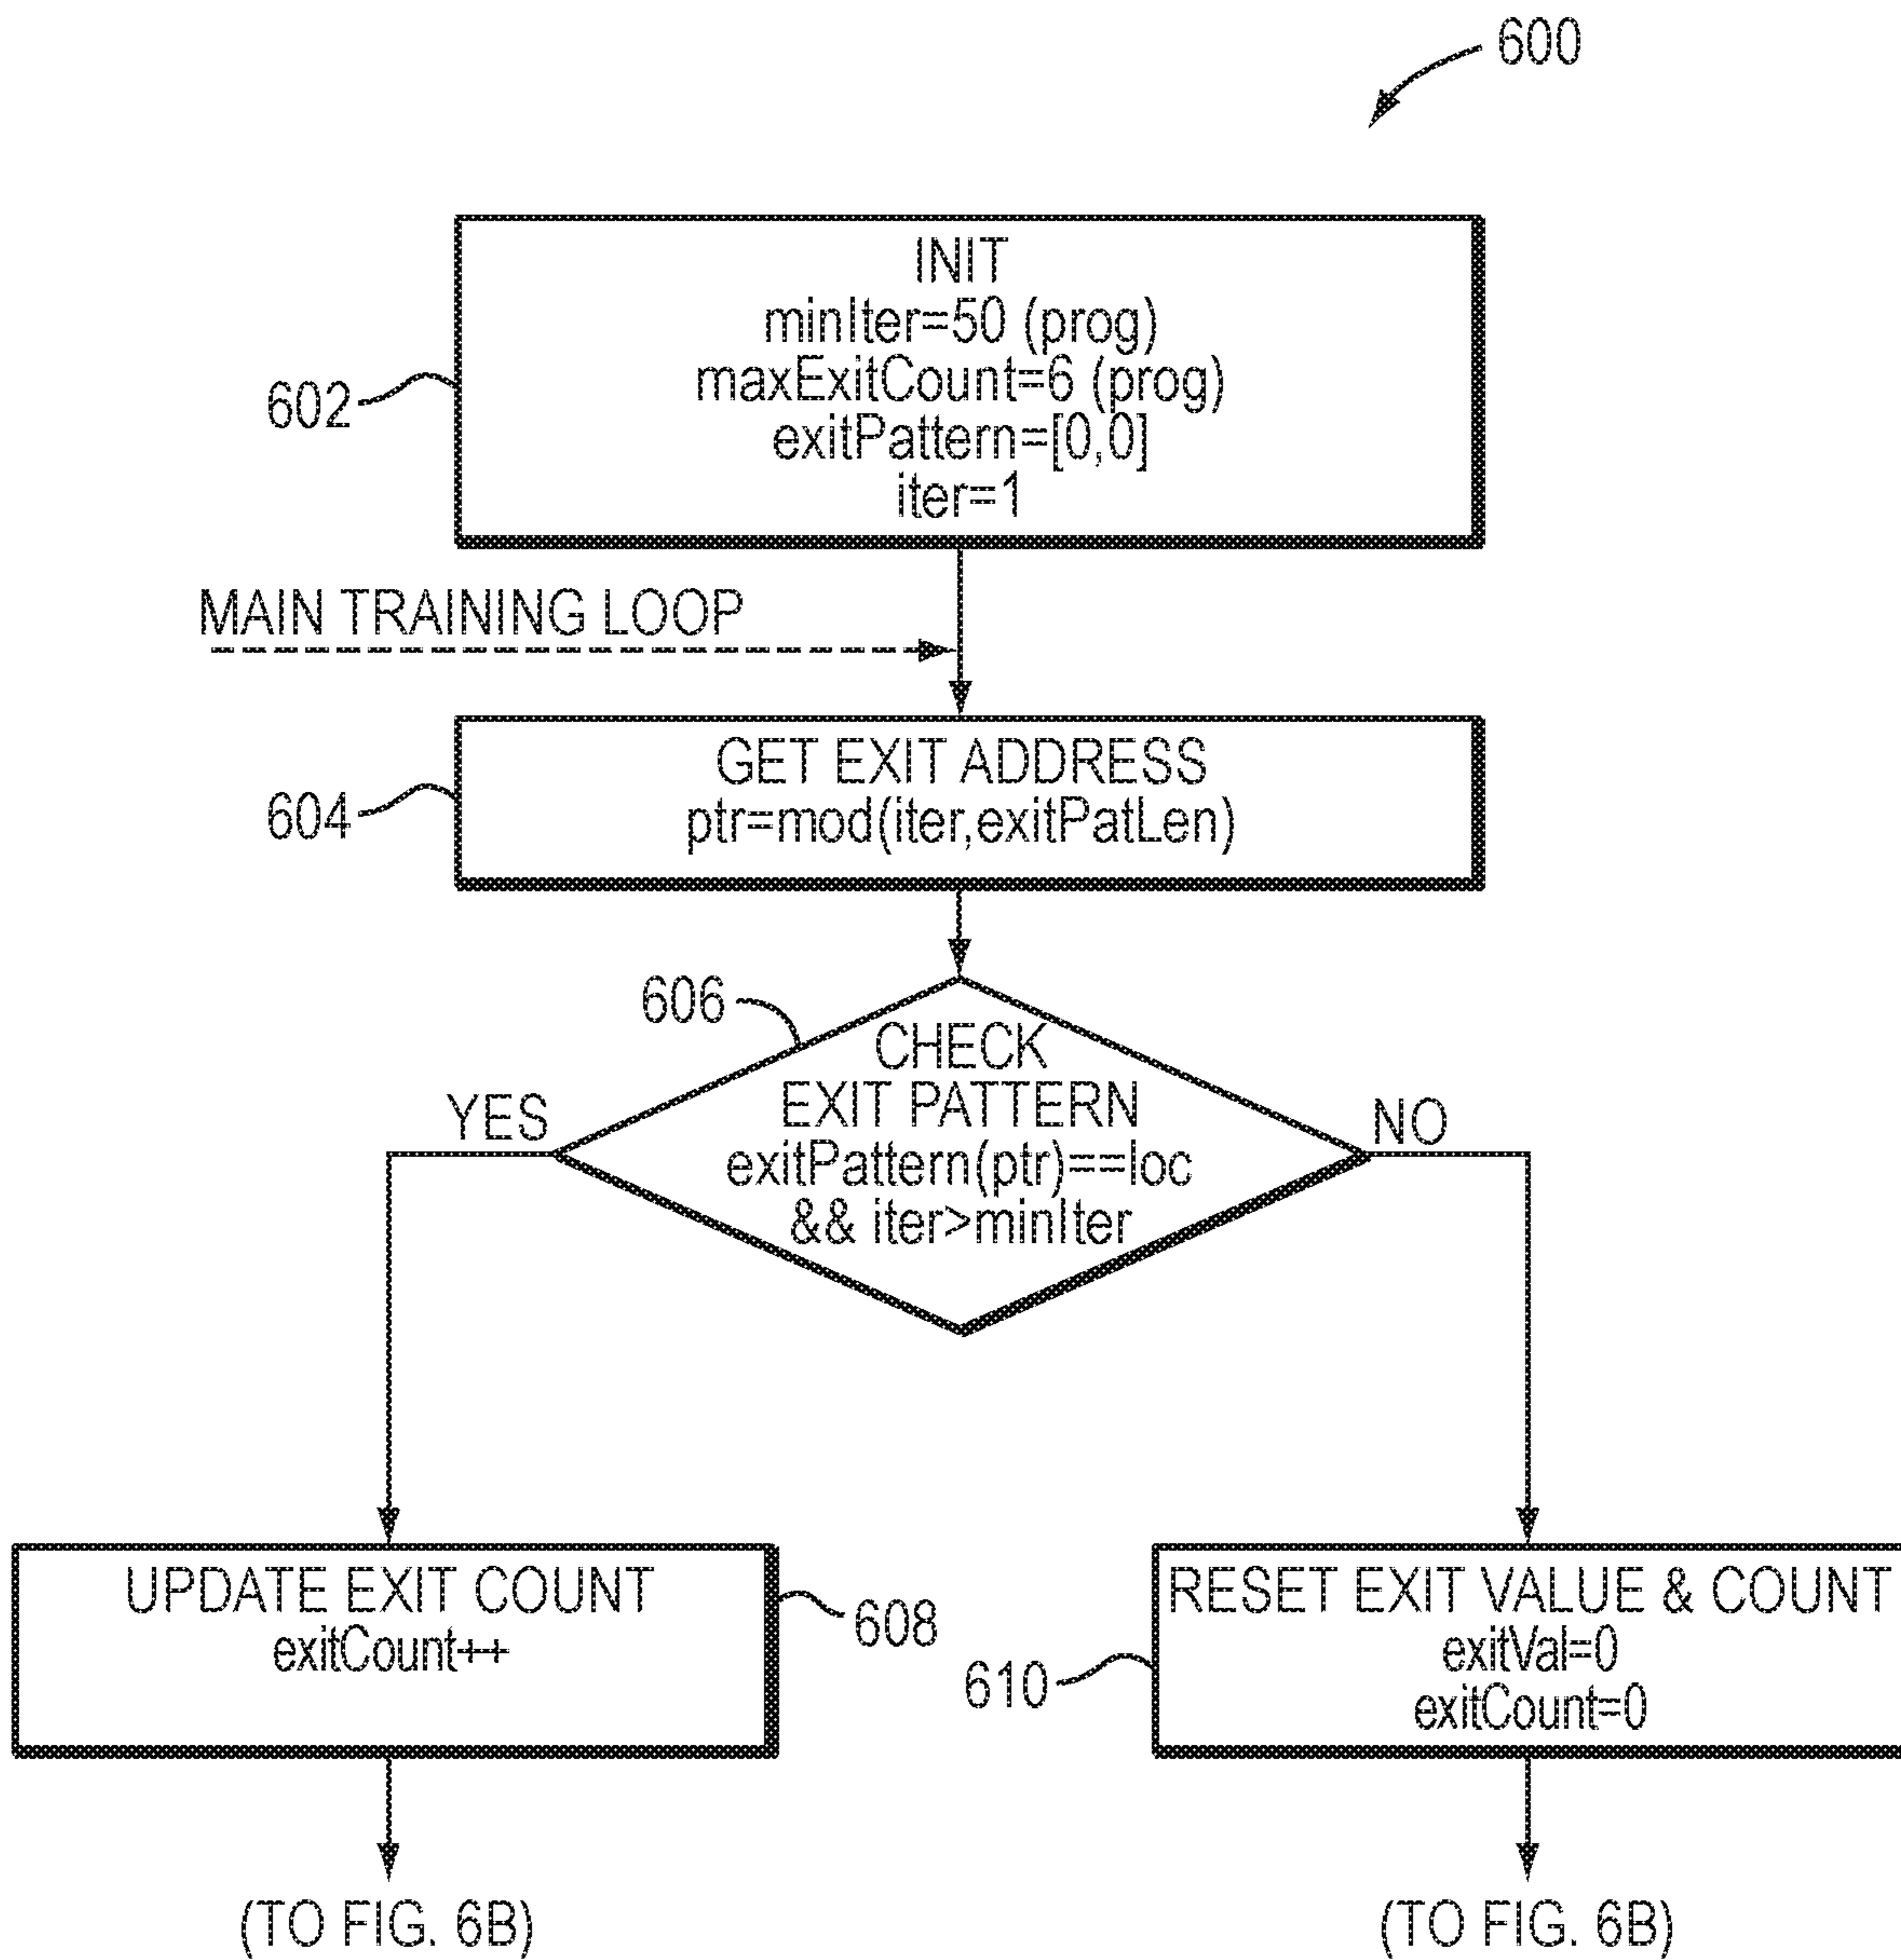 600
INIT
minIter=50 (prog)
maxExitCount=6 (prog)
exitPattern=[0,0]
iter=1
602
MAIN TRAINING LOOP
GET EXIT ADDRESS
ptr=mod(iter,exitPatLen)
604
606
CHECK
EXIT PATTERN
exitPattern(ptr)==loc
&& iter>minIter
YES
NO
UPDATE EXIT COUNT
exitCount++
608
RESET EXIT VALUE & COUNT
exitVal=0
exitCount=0
610
(TO FIG. 6B)
(TO FIG. 6B)